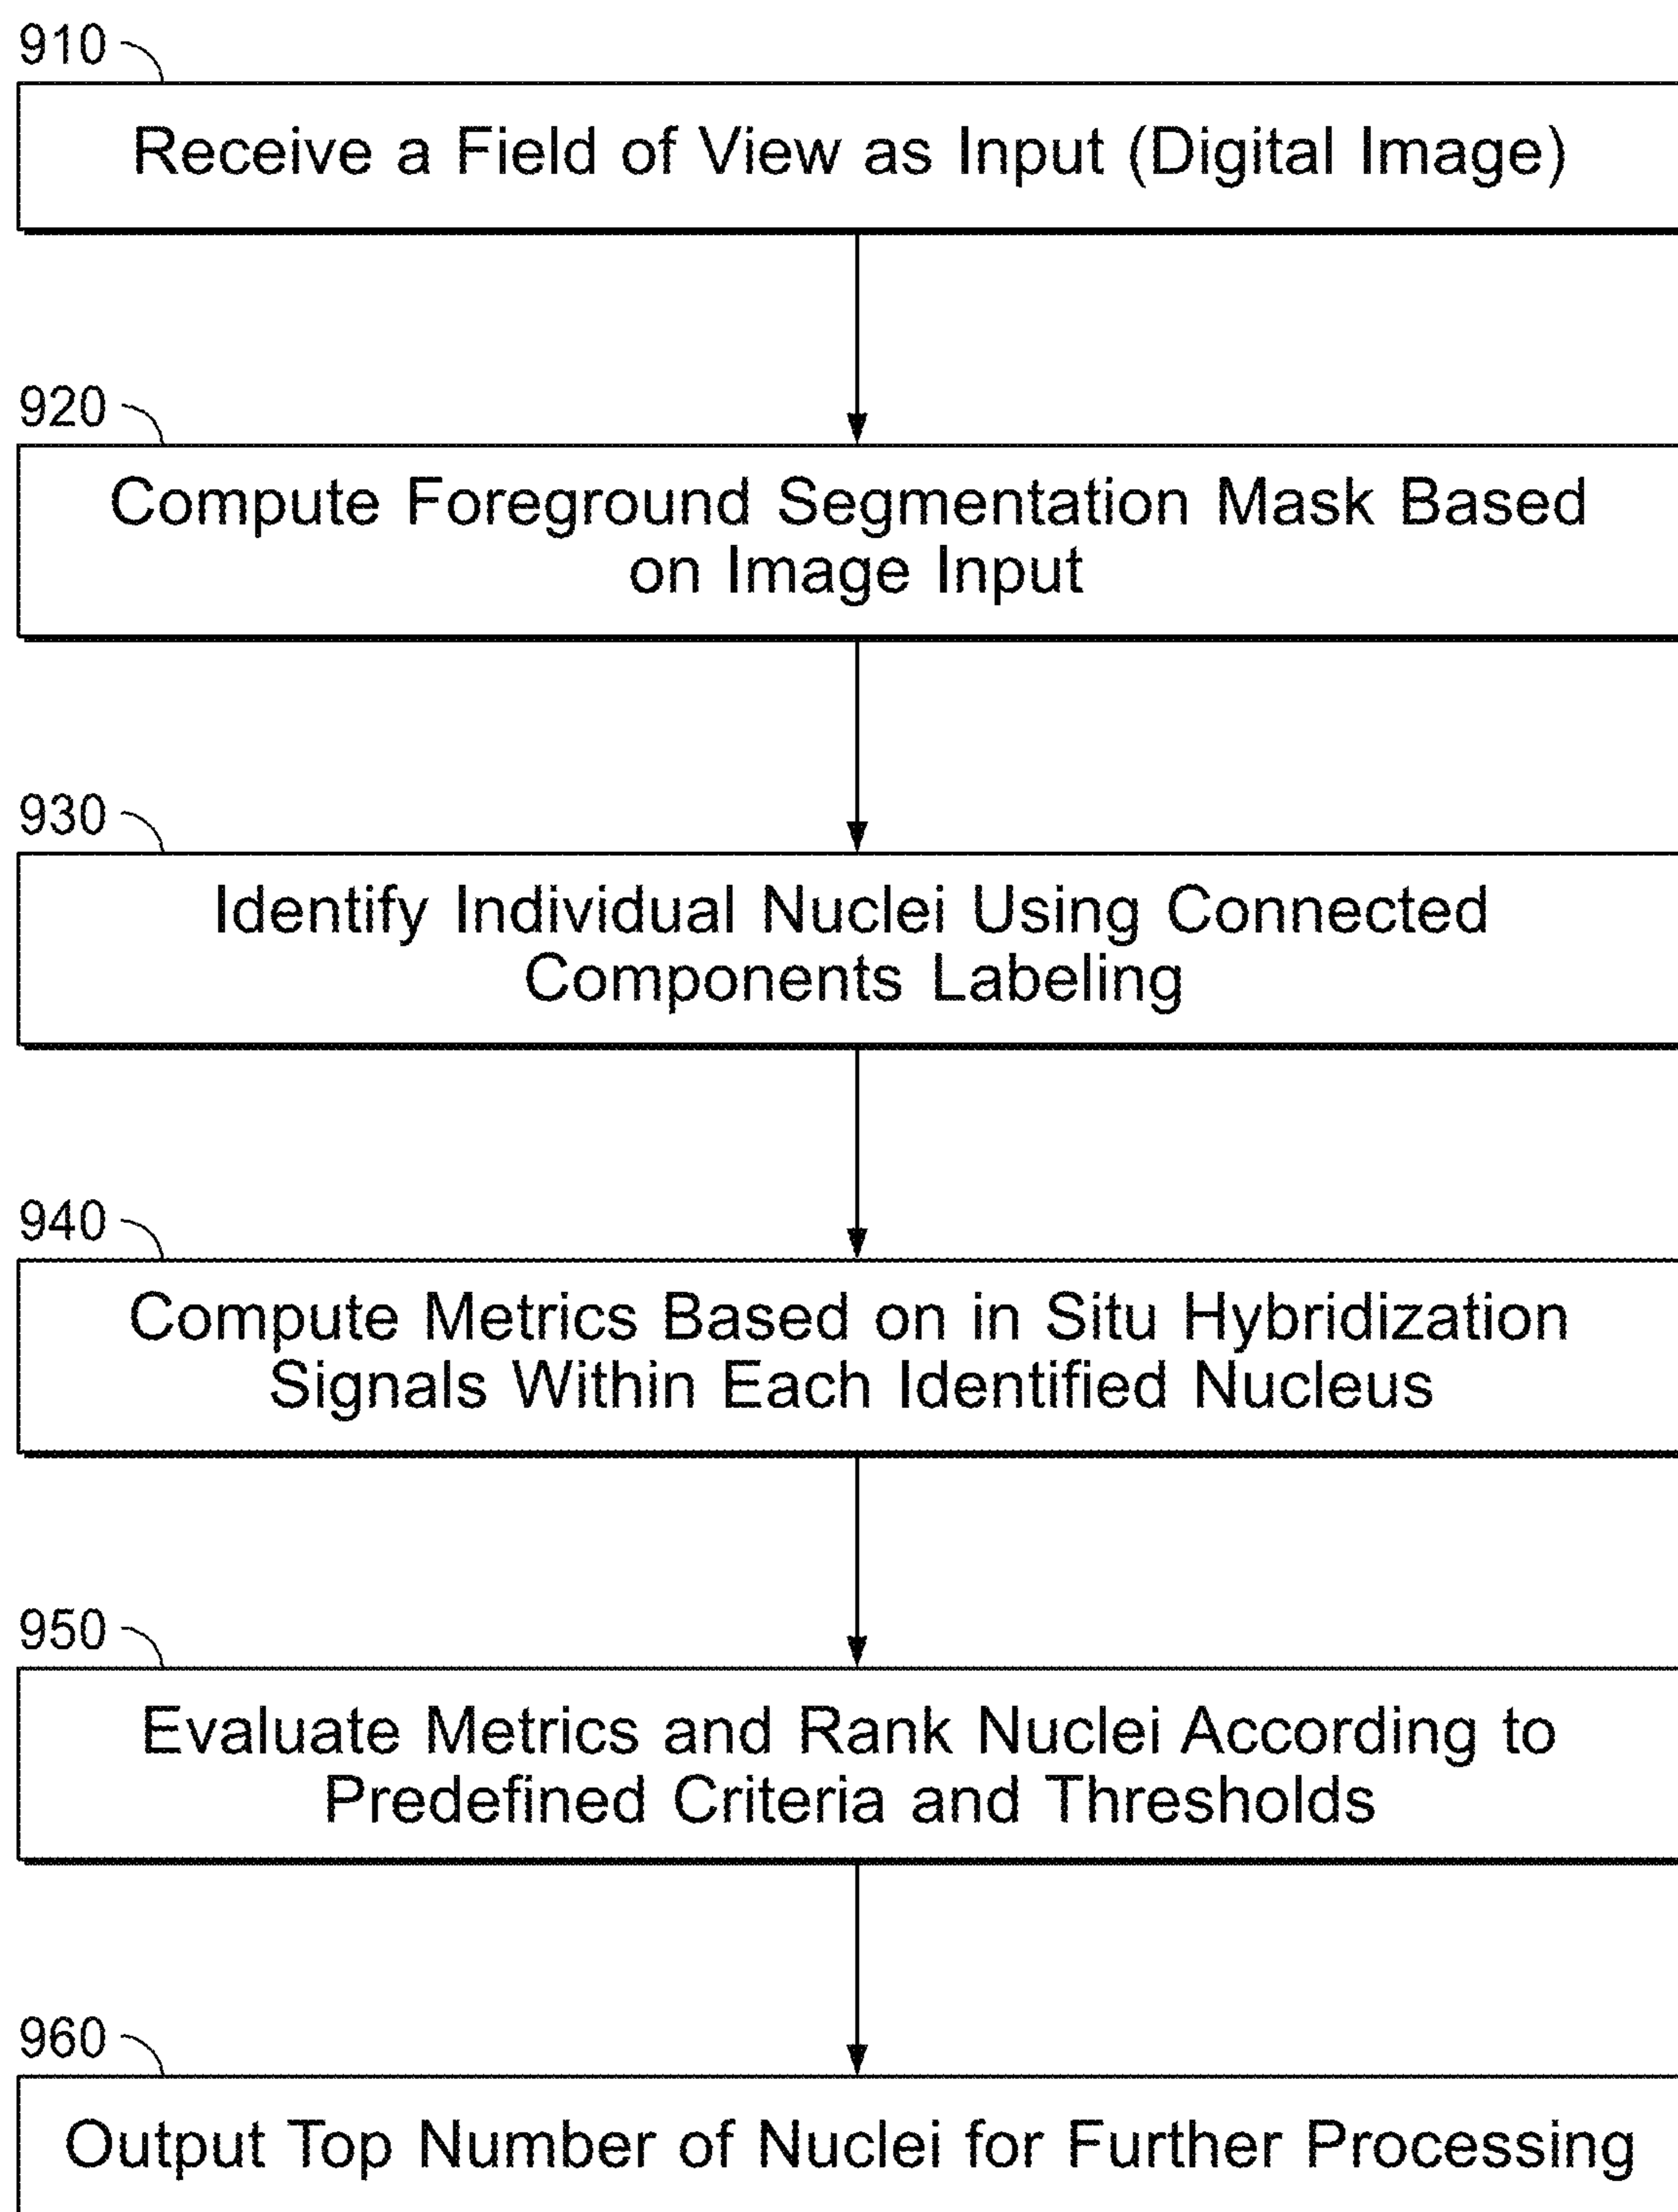 910
Receive a Field of View as Input (Digital Image)
920
Compute Foreground Segmentation Mask Based
on Image Input
930
Identify Individual Nuclei Using Connected
Components Labeling
940
Compute Metrics Based on in Situ Hybridization
Signals Within Each Identified Nucleus
950
Evaluate Metrics and Rank Nuclei According to
Predefined Criteria and Thresholds
960
Output Top Number of Nuclei for Further Processing